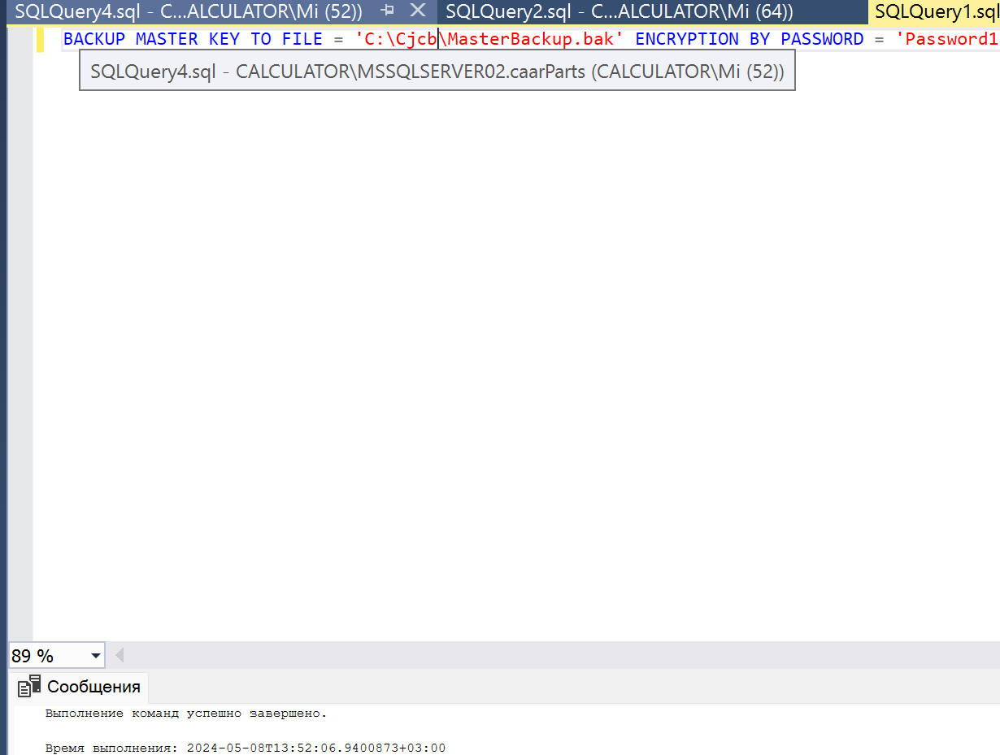 SQLQuery4.sql - C...ALCULATOR\Mi (52)) SQLQuery2.sql - C...ALCULATOR\Mi (64)) SQLQuery1.sql
BACKUP MASTER KEY TO FILE = 'C:\Cjcb\MasterBackup.bak' ENCRYPTION BY PASSWORD = 'Password1
SQLQuery4.sql - CALCULATOR\MSSQLSERVER02.caarParts (CALCULATOR\Mi (52))
89 %
Сообщения
Выполнение команд успешно завершено.
Время выполнения: 2024-05-08T13:52:06.9400873+03:00